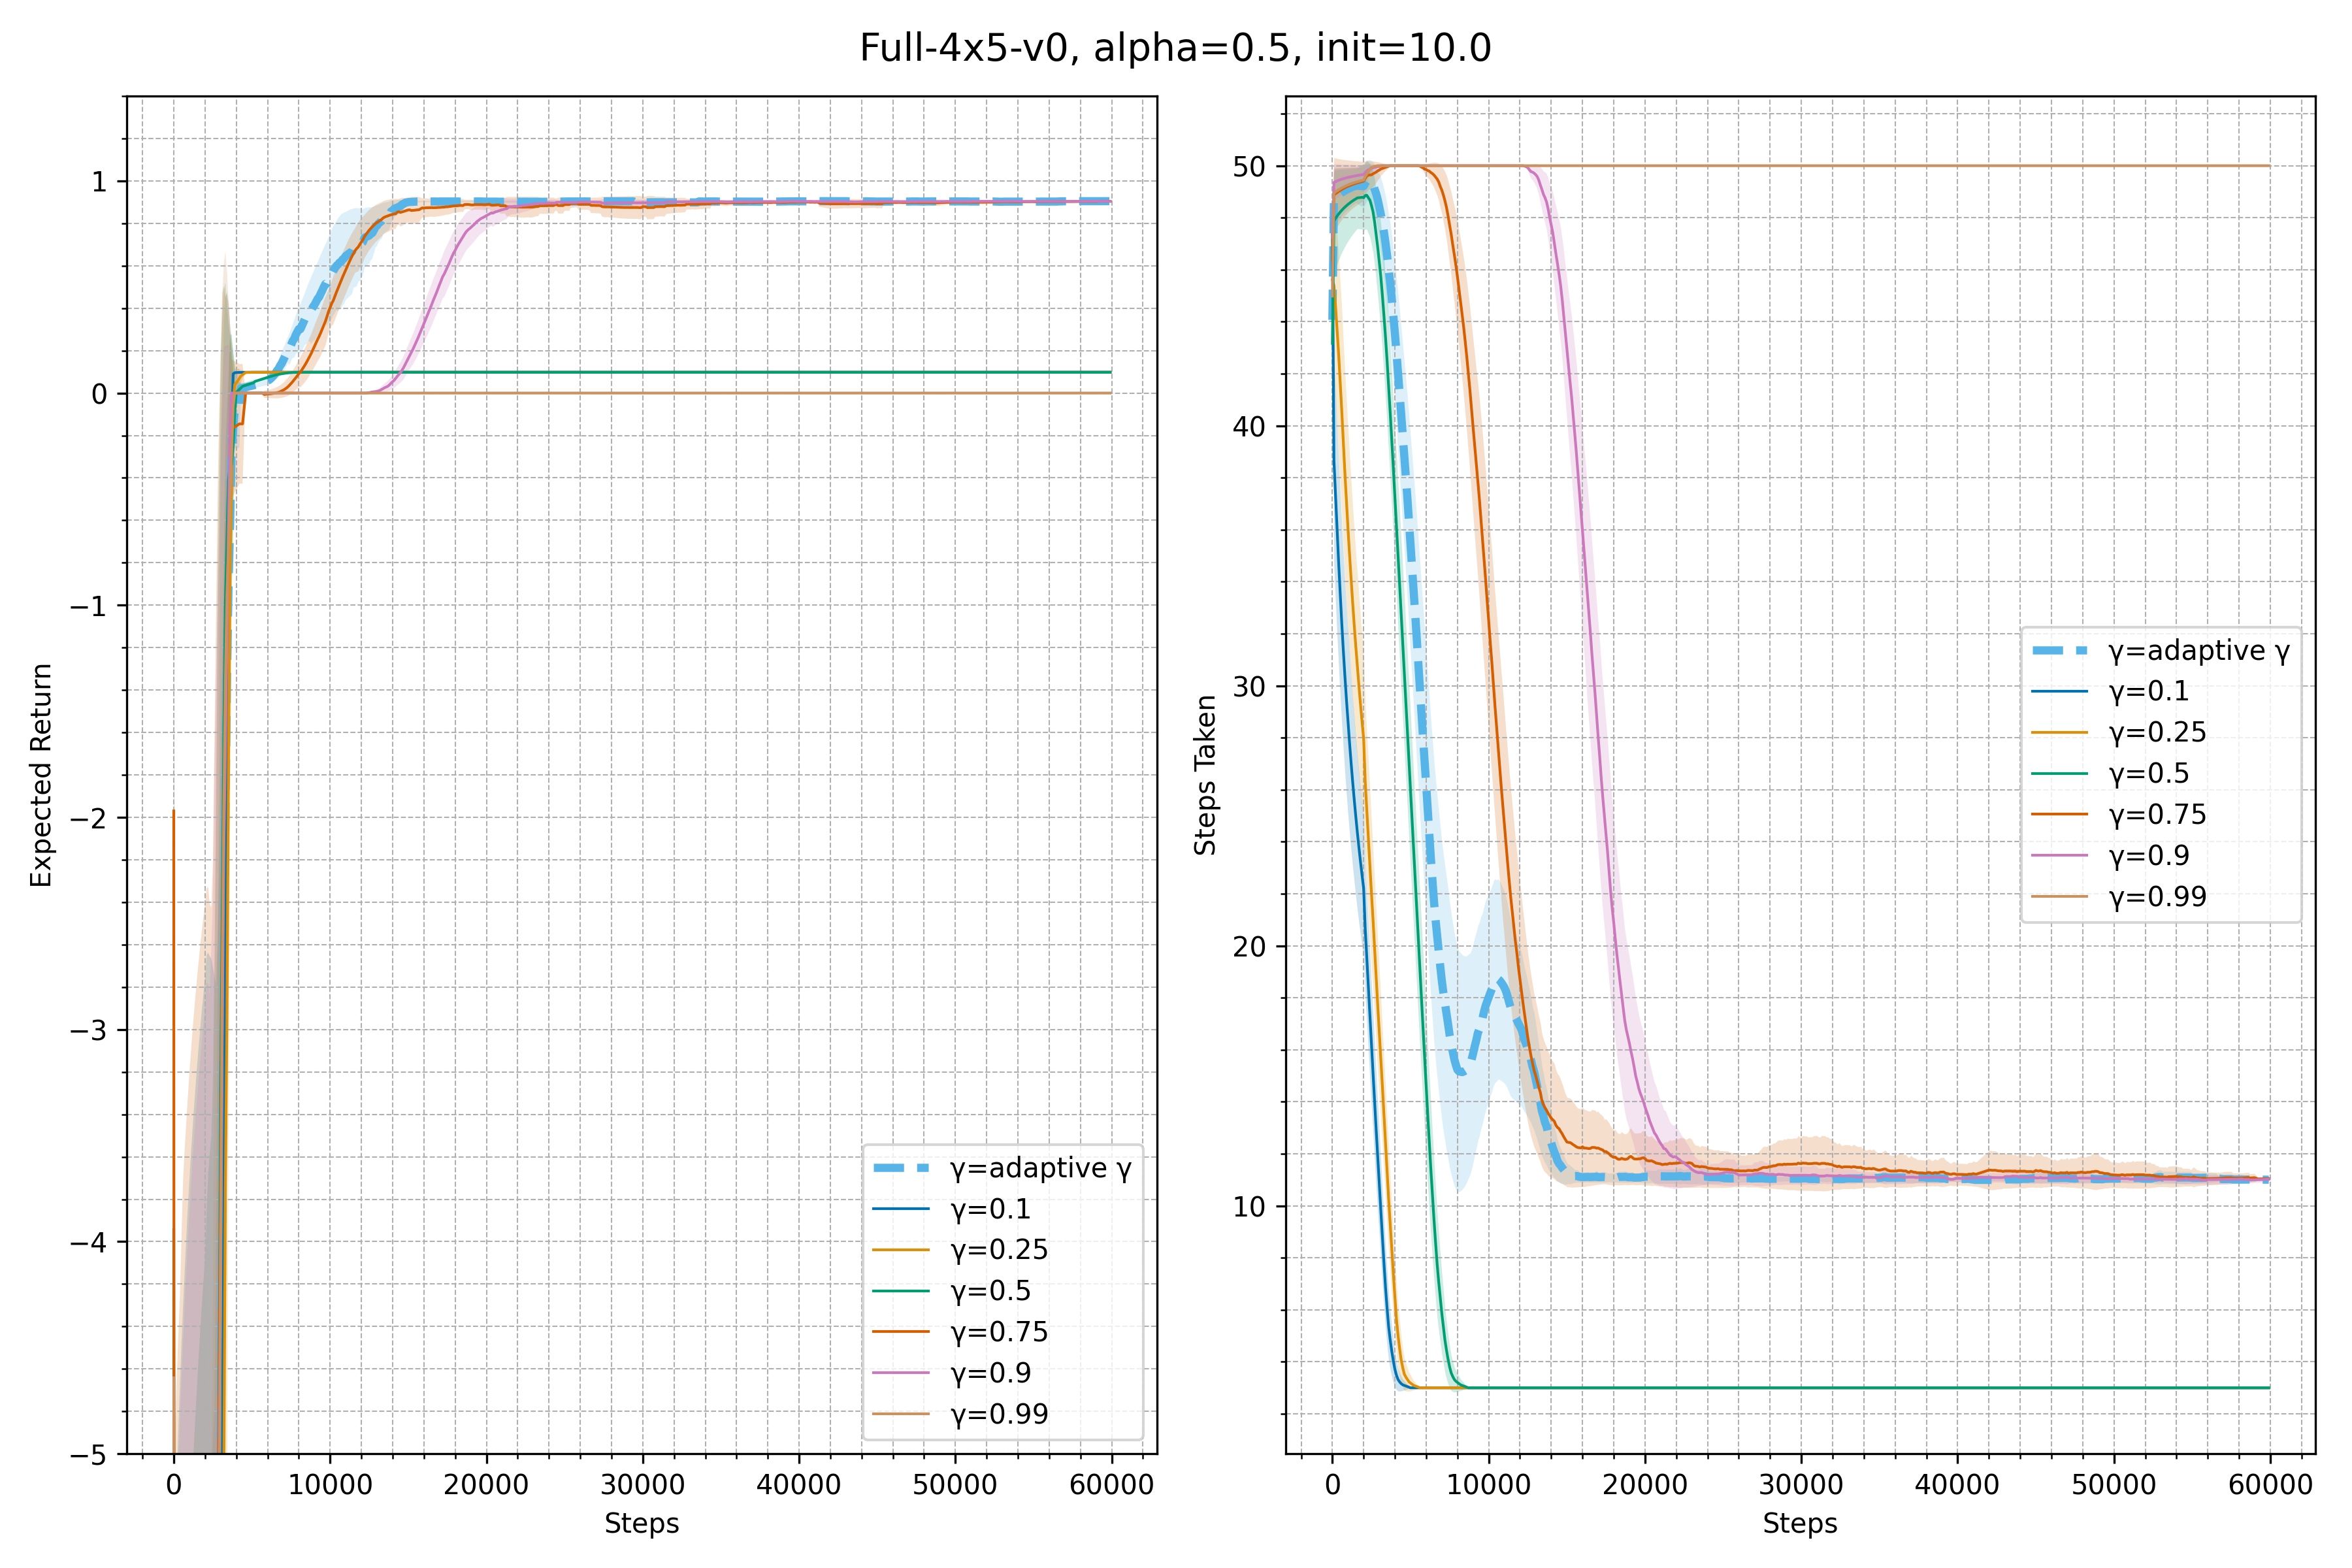 Full-4x5-v0, alpha=0.5, init=10.0
Expected Return
1
0
−1
−2
−3
−4
−5
0
10000
20000
30000
40000
50000
60000
Steps
γ=adaptive γ
γ=0.1
γ=0.25
γ=0.5
γ=0.75
γ=0.9
γ=0.99
Steps Taken
50
40
30
20
10
0
10000
20000
30000
40000
50000
60000
Steps
γ=adaptive γ
γ=0.1
γ=0.25
γ=0.5
γ=0.75
γ=0.9
γ=0.99